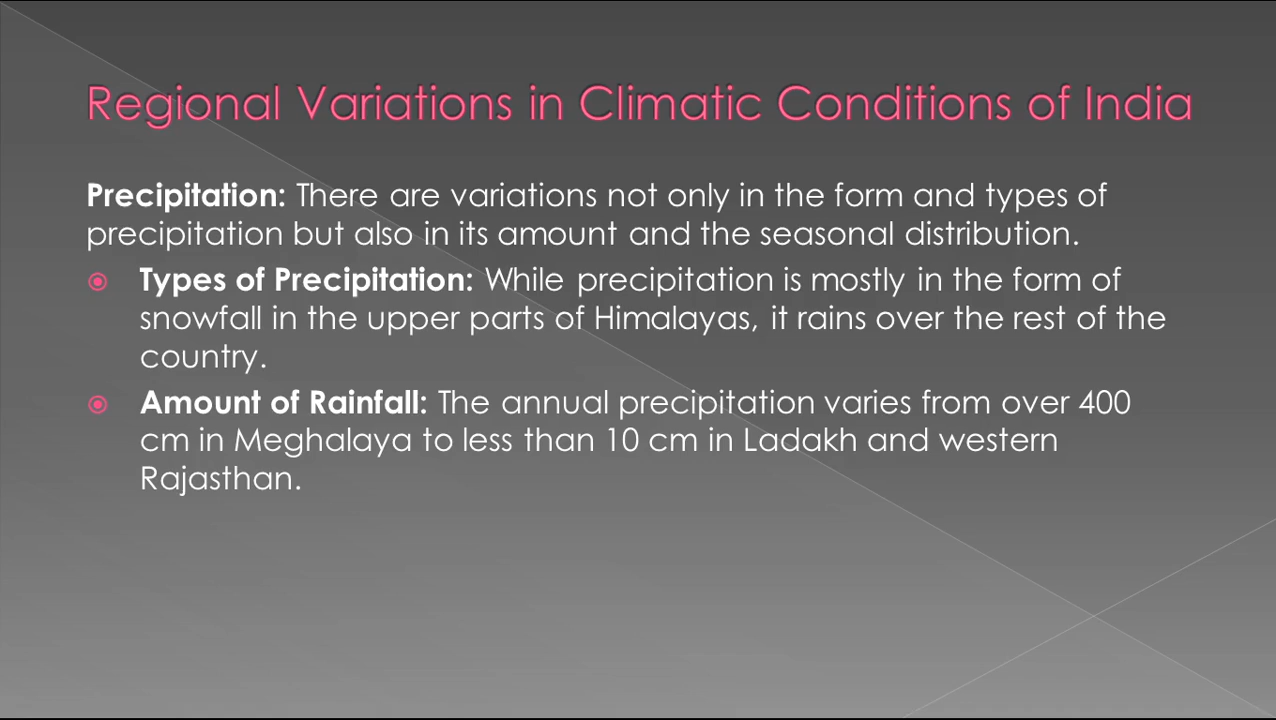 Regional Variations in Climatic Conditions of India
Precipitation: There are variations not only in the form and types of
precipitation but also in its amount and the seasonal distribution.
Types of Precipitation: While precipitation is mostly in the form of
snowfall in the upper parts of Himalayas, it rains over the rest of the
country.
Amount of Rainfall: The annual precipitation varies from over 400
cm in Meghalaya to less than 10 cm in Ladakh and western
Rajasthan.